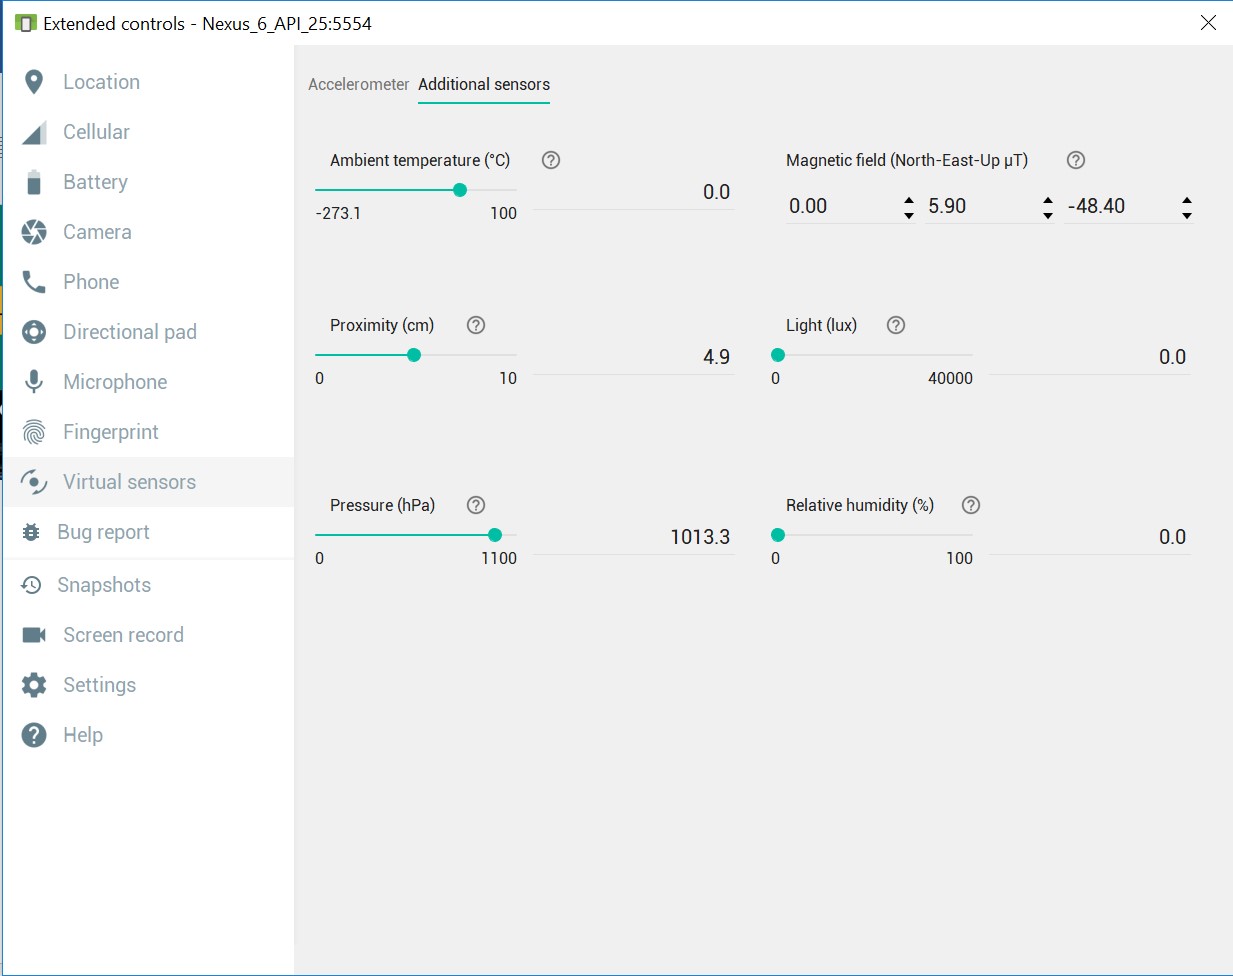 Extended controls - Nexus_6_API_25:5554
Location
Cellular
Battery
Camera
Phone
Directional pad
Microphone
Fingerprint
Virtual sensors
Bug report
Snapshots
Screen record
Settings
Help
Accelerometer Additional sensors
Ambient temperature (°C)
0.0
-273.1 100
Magnetic field (North-East-Up µT)
0.00 5.90 -48.40
Proximity (cm)
4.9
0 10
Light (lux)
0.0
0 40000
Pressure (hPa)
1013.3
0 1100
Relative humidity (%)
0.0
0 100